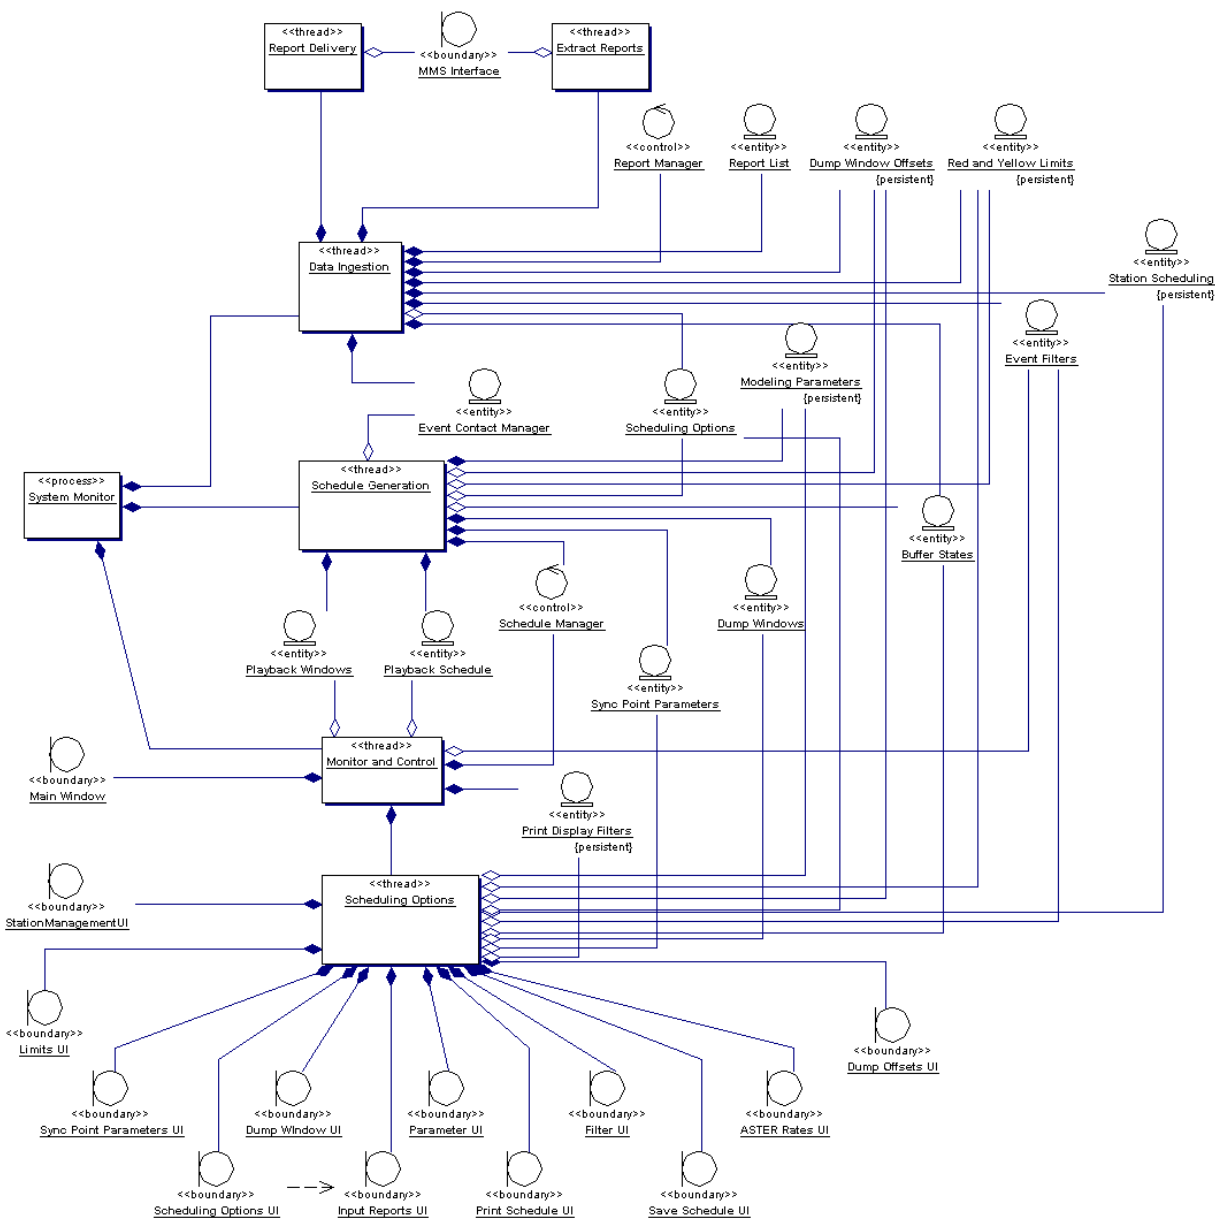 <<thread>>
Report Delivery
<<boundary>>
MMS Interface
<<thread>>
Extract Reports
<<control>>
Report Manager
<<entity>>
Report List
<<entity>>
Dump Window Offsets
{persistent}
<<entity>>
Red and Yellow Limits
{persistent}
<<thread>>
Data Ingestion
<<entity>>
Station Scheduling
{persistent}
<<entity>>
Event Filters
<<entity>>
Modeling Parameters
{persistent}
<<entity>>
Event Contact Manager
<<entity>>
Scheduling Options
<<process>>
System Monitor
<<thread>>
Schedule Generation
<<entity>>
Buffer States
<<control>>
Schedule Manager
<<entity>>
Dump Windows
<<entity>>
Playback Windows
<<entity>>
Playback Schedule
<<entity>>
Sync Point Parameters
<<thread>>
Monitor and Control
<<boundary>>
Main Window
<<entity>>
Print Display Filters
{persistent}
<<thread>>
Scheduling Options
<<boundary>>
StationManagementUI
<<boundary>>
Limits UI
<<boundary>>
Dump Offsets UI
<<boundary>>
Sync Point Parameters UI
<<boundary>>
Dump WIndow UI
<<boundary>>
Parameter UI
<<boundary>>
Filter UI
<<boundary>>
ASTER Rates UI
<<boundary>>
Scheduling Options UI
<<boundary>>
Input Reports UI
<<boundary>>
Print Schedule UI
<<boundary>>
Save Schedule UI